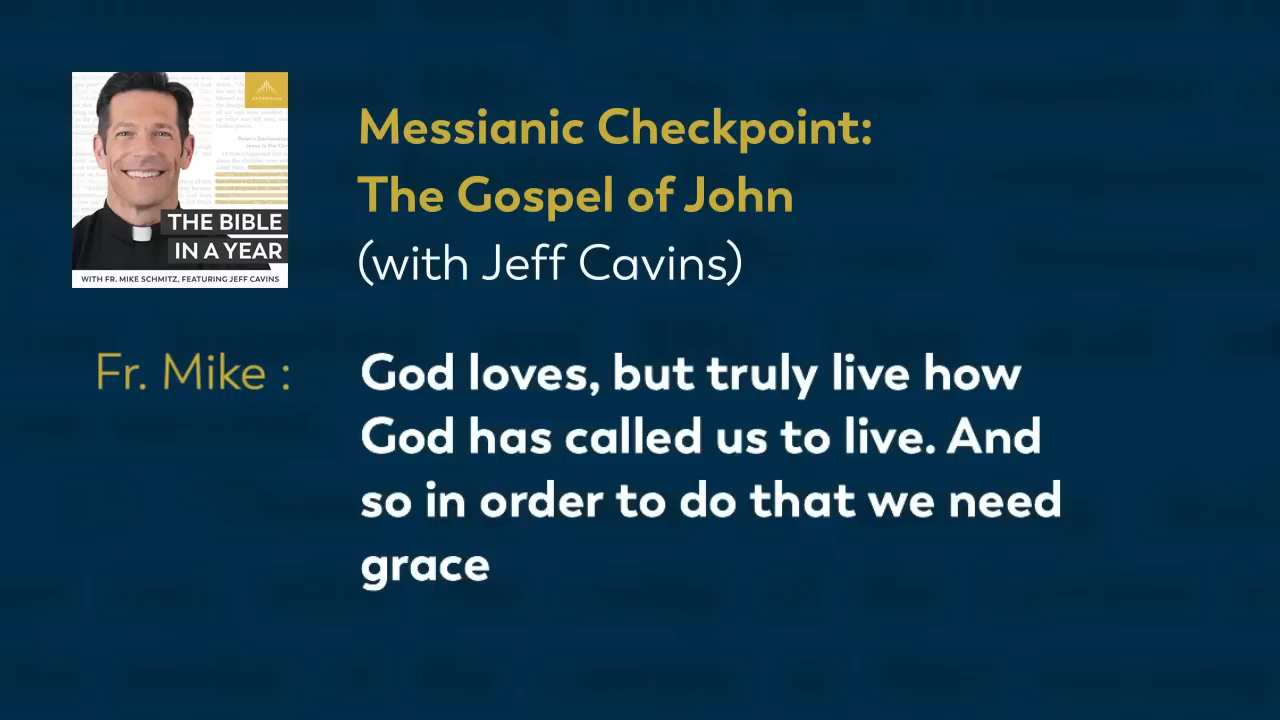 THE BIBLE
IN A YEAR
WITH FR. MIKE SCHMITZ, FEATURING JEFF CAVINS
Messianic Checkpoint:
The Gospel of John
(with Jeff Cavins)
Fr. Mike :
God loves, but truly live how
God has called us to live. And
so in order to do that we need
grace